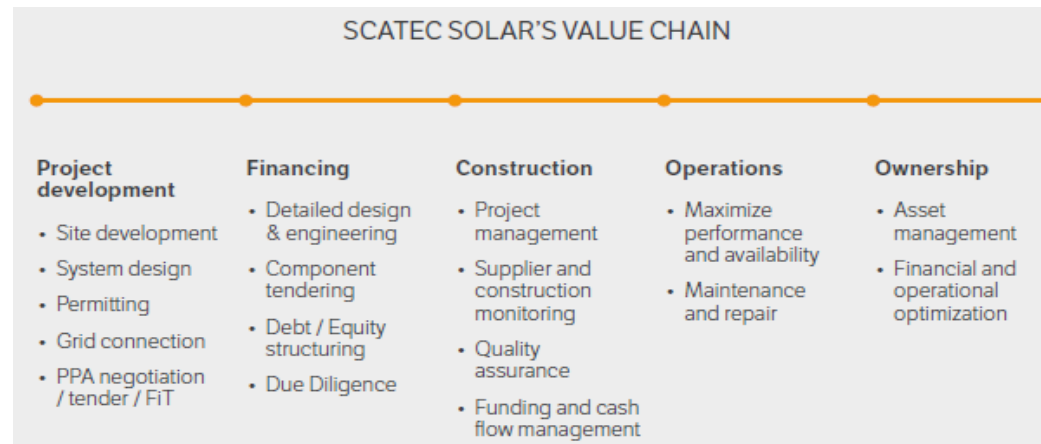 SCATEC SOLAR'S VALUE CHAIN
Project
development
• Site development
• System design
• Permitting
• Grid connection
• PPA negotiation
/ tender / FiT
Financing
• Detailed design
& engineering
• Component
tendering
• Debt / Equity
structuring
• Due Diligence
Construction
• Project
management
• Supplier and
construction
monitoring
• Quality
assurance
• Funding and cash
flow management
Operations
• Maximize
performance
and availability
• Maintenance
and repair
Ownership
• Asset
management
• Financial and
operational
optimization